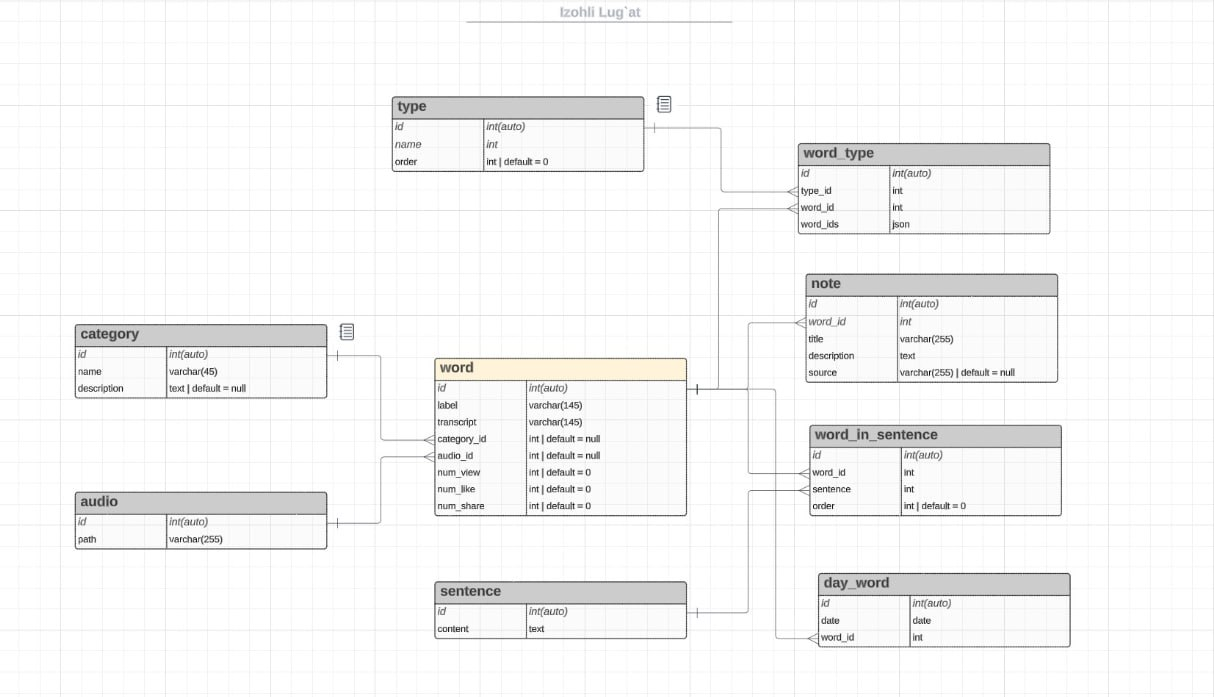 Izohli Lug`at
type
id int(auto)
name int
order int | default = 0
word_type
id int(auto)
type_id int
word_id int
word_ids json
note
id int(auto)
word_id int
title varchar(255)
description text
source varchar(255) | default = null
category
id int(auto)
name varchar(45)
description text | default = null
word
id int(auto)
label varchar(145)
transcript varchar(145)
category_id int | default = null
audio_id int | default = null
num_view int | default = 0
num_like int | default = 0
num_share int | default = 0
word_in_sentence
id int(auto)
word_id int
sentence int
order int | default = 0
audio
id int(auto)
path varchar(255)
sentence
id int(auto)
content text
day_word
id int(auto)
date date
word_id int